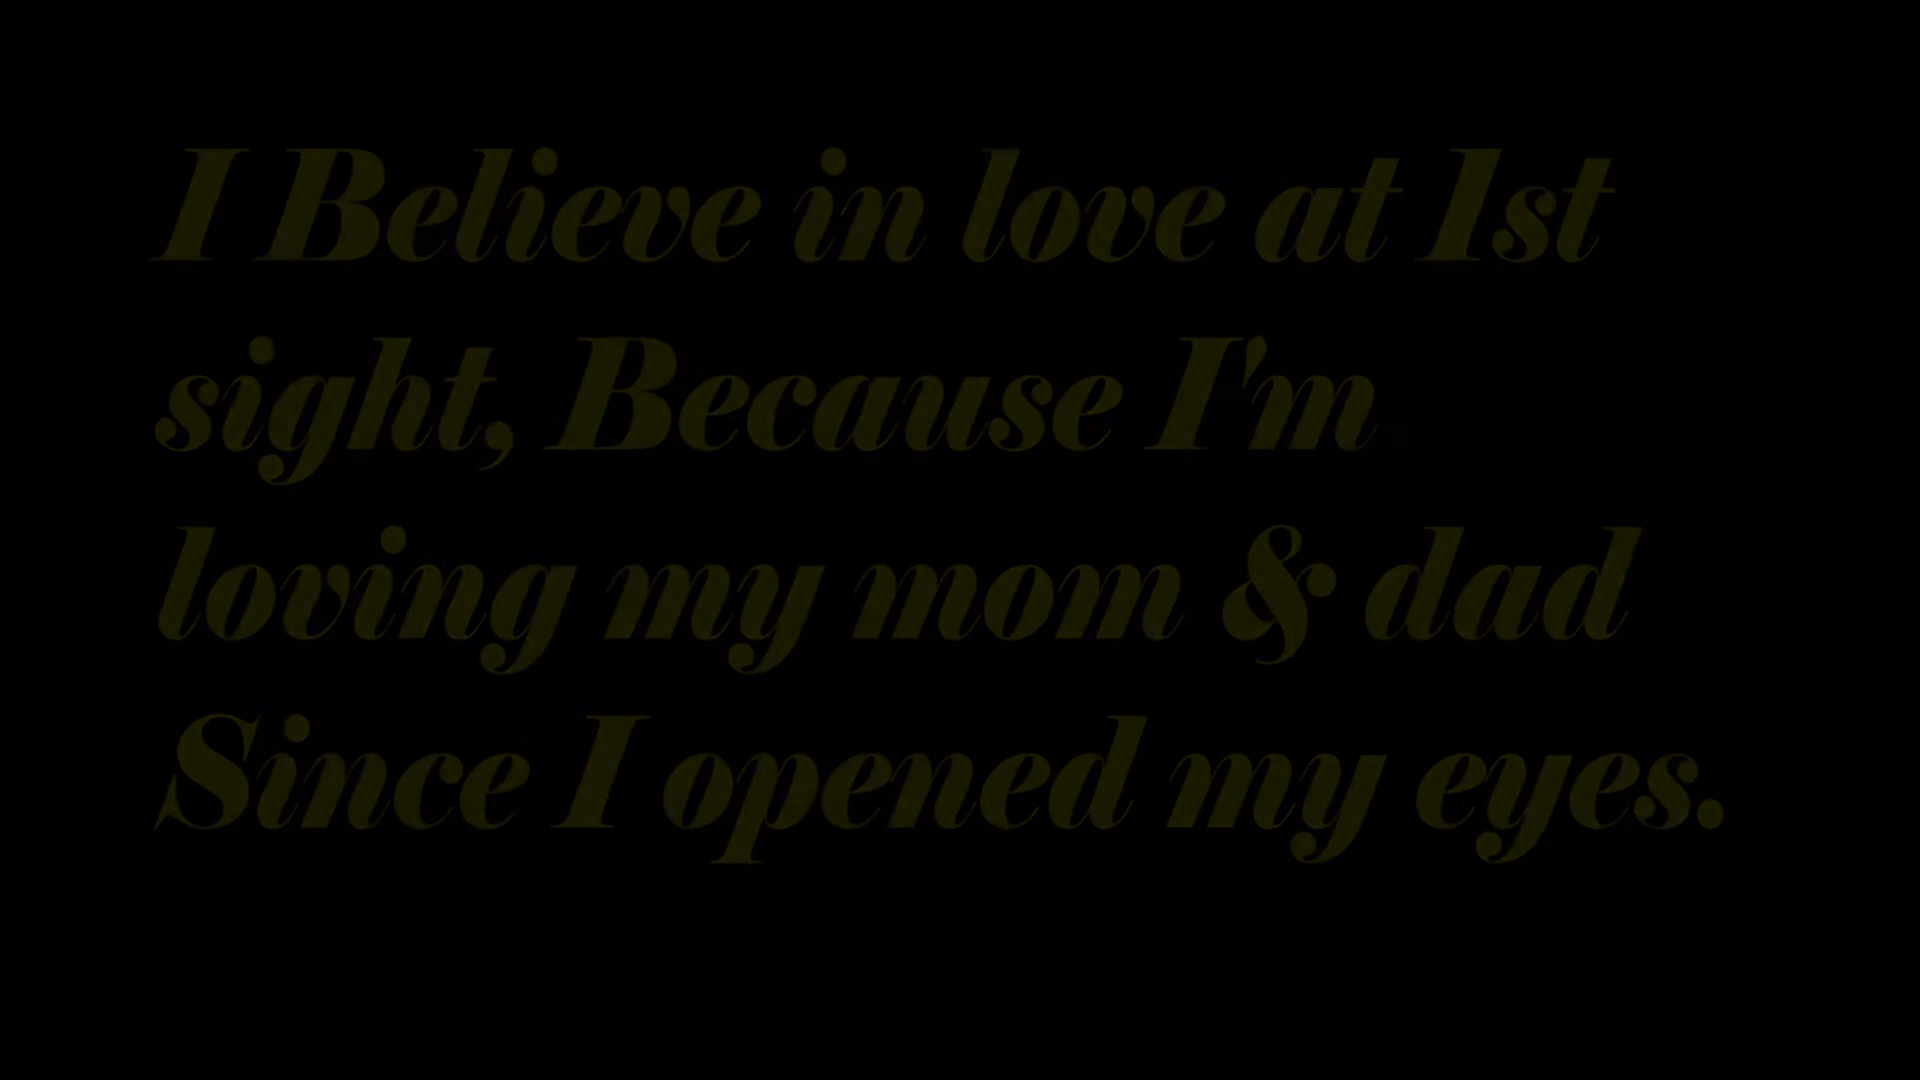 I Believe in love at 1st
sight, Because I'm
loving my mom & dad
Since I opened my eyes.